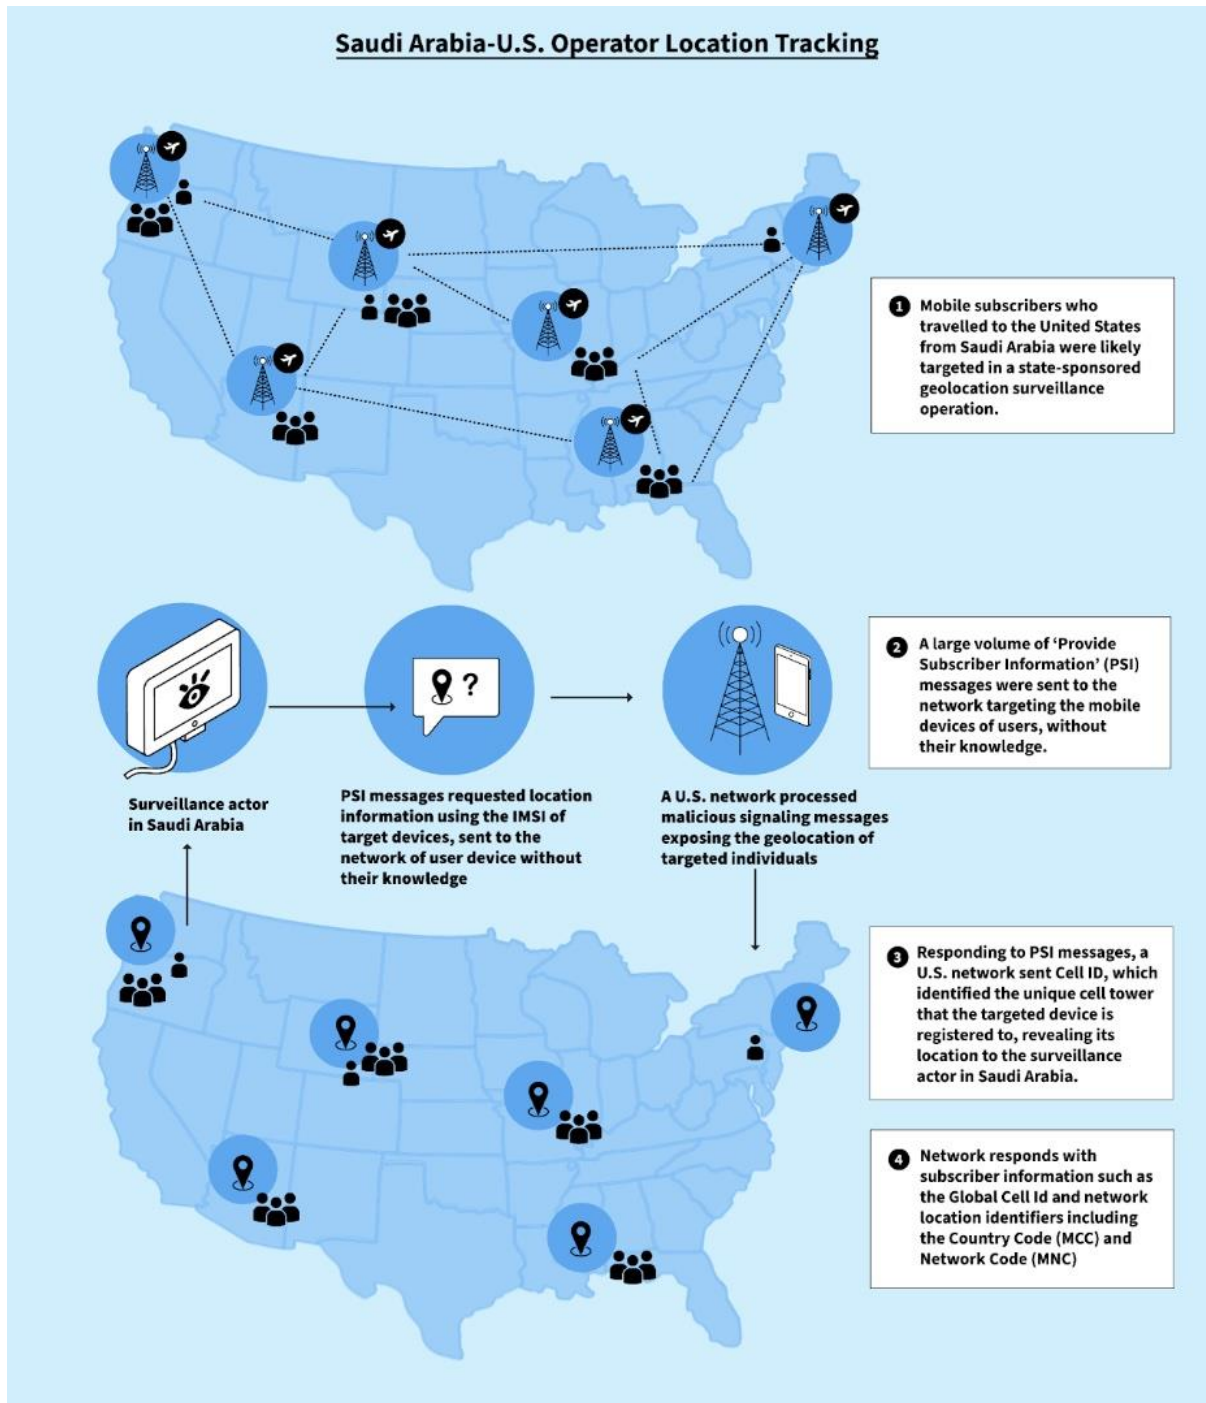 Saudi Arabia-U.S. Operator Location Tracking
1 Mobile subscribers who
travelled to the United States
from Saudi Arabia were likely
targeted in a state-sponsored
geolocation surveillance
operation.
2 A large volume of ‘Provide
Subscriber Information’ (PSI)
messages were sent to the
network targeting the mobile
devices of users, without
their knowledge.
?
Surveillance actor
in Saudi Arabia
PSI messages requested location
information using the IMSI of
target devices, sent to the
network of user device without
their knowledge
A U.S. network processed
malicious signaling messages
exposing the geolocation of
targeted individuals
3 Responding to PSI messages, a
U.S. network sent Cell ID, which
identified the unique cell tower
that the targeted device is
registered to, revealing its
location to the surveillance
actor in Saudi Arabia.
4 Network responds with
subscriber information such as
the Global Cell Id and network
location identifiers including
the Country Code (MCC) and
Network Code (MNC)